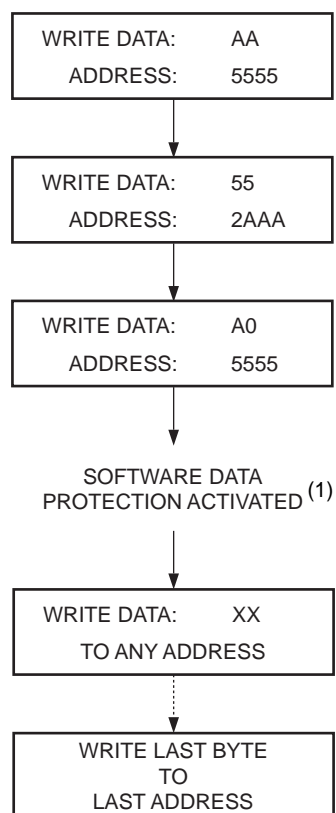 WRITE DATA: AA
ADDRESS: 5555
WRITE DATA: 55
ADDRESS: 2AAA
WRITE DATA: A0
ADDRESS: 5555
SOFTWARE DATA
PROTECTION ACTIVATED (1)
WRITE DATA: XX
TO ANY ADDRESS
WRITE LAST BYTE
TO
LAST ADDRESS